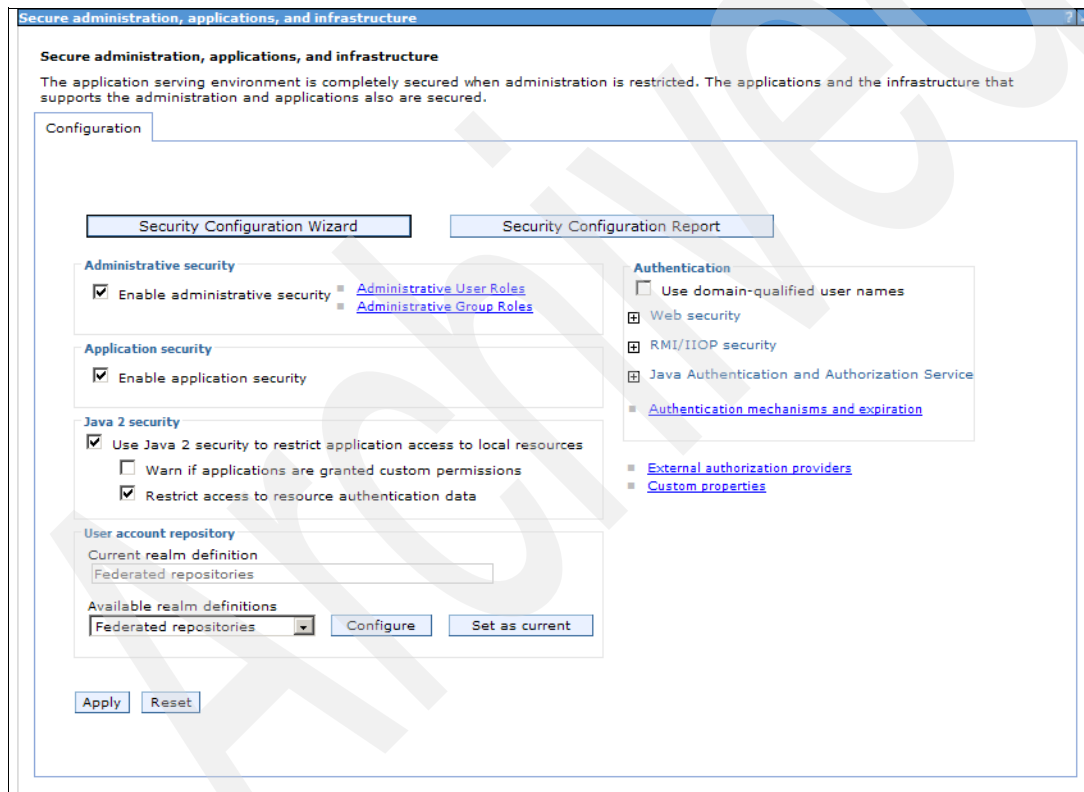 Secure administration, applications, and infrastructure
?
Secure administration, applications, and infrastructure
The application serving environment is completely secured when administration is restricted. The applications and the infrastructure that
supports the administration and applications also are secured.
Configuration
Security Configuration Wizard
Security Configuration Report
Administrative security
Enable administrative security
Administrative User Roles
Administrative Group Roles
Application security
Enable application security
Java 2 security
Use Java 2 security to restrict application access to local resources
Warn if applications are granted custom permissions
Restrict access to resource authentication data
User account repository
Current realm definition
Federated repositories
Available realm definitions
Federated repositories
Configure
Set as current
Apply
Reset
Authentication
Use domain-qualified user names
Web security
RMI/IIOP security
Java Authentication and Authorization Service
Authentication mechanisms and expiration
External authorization providers
Custom properties
Archived